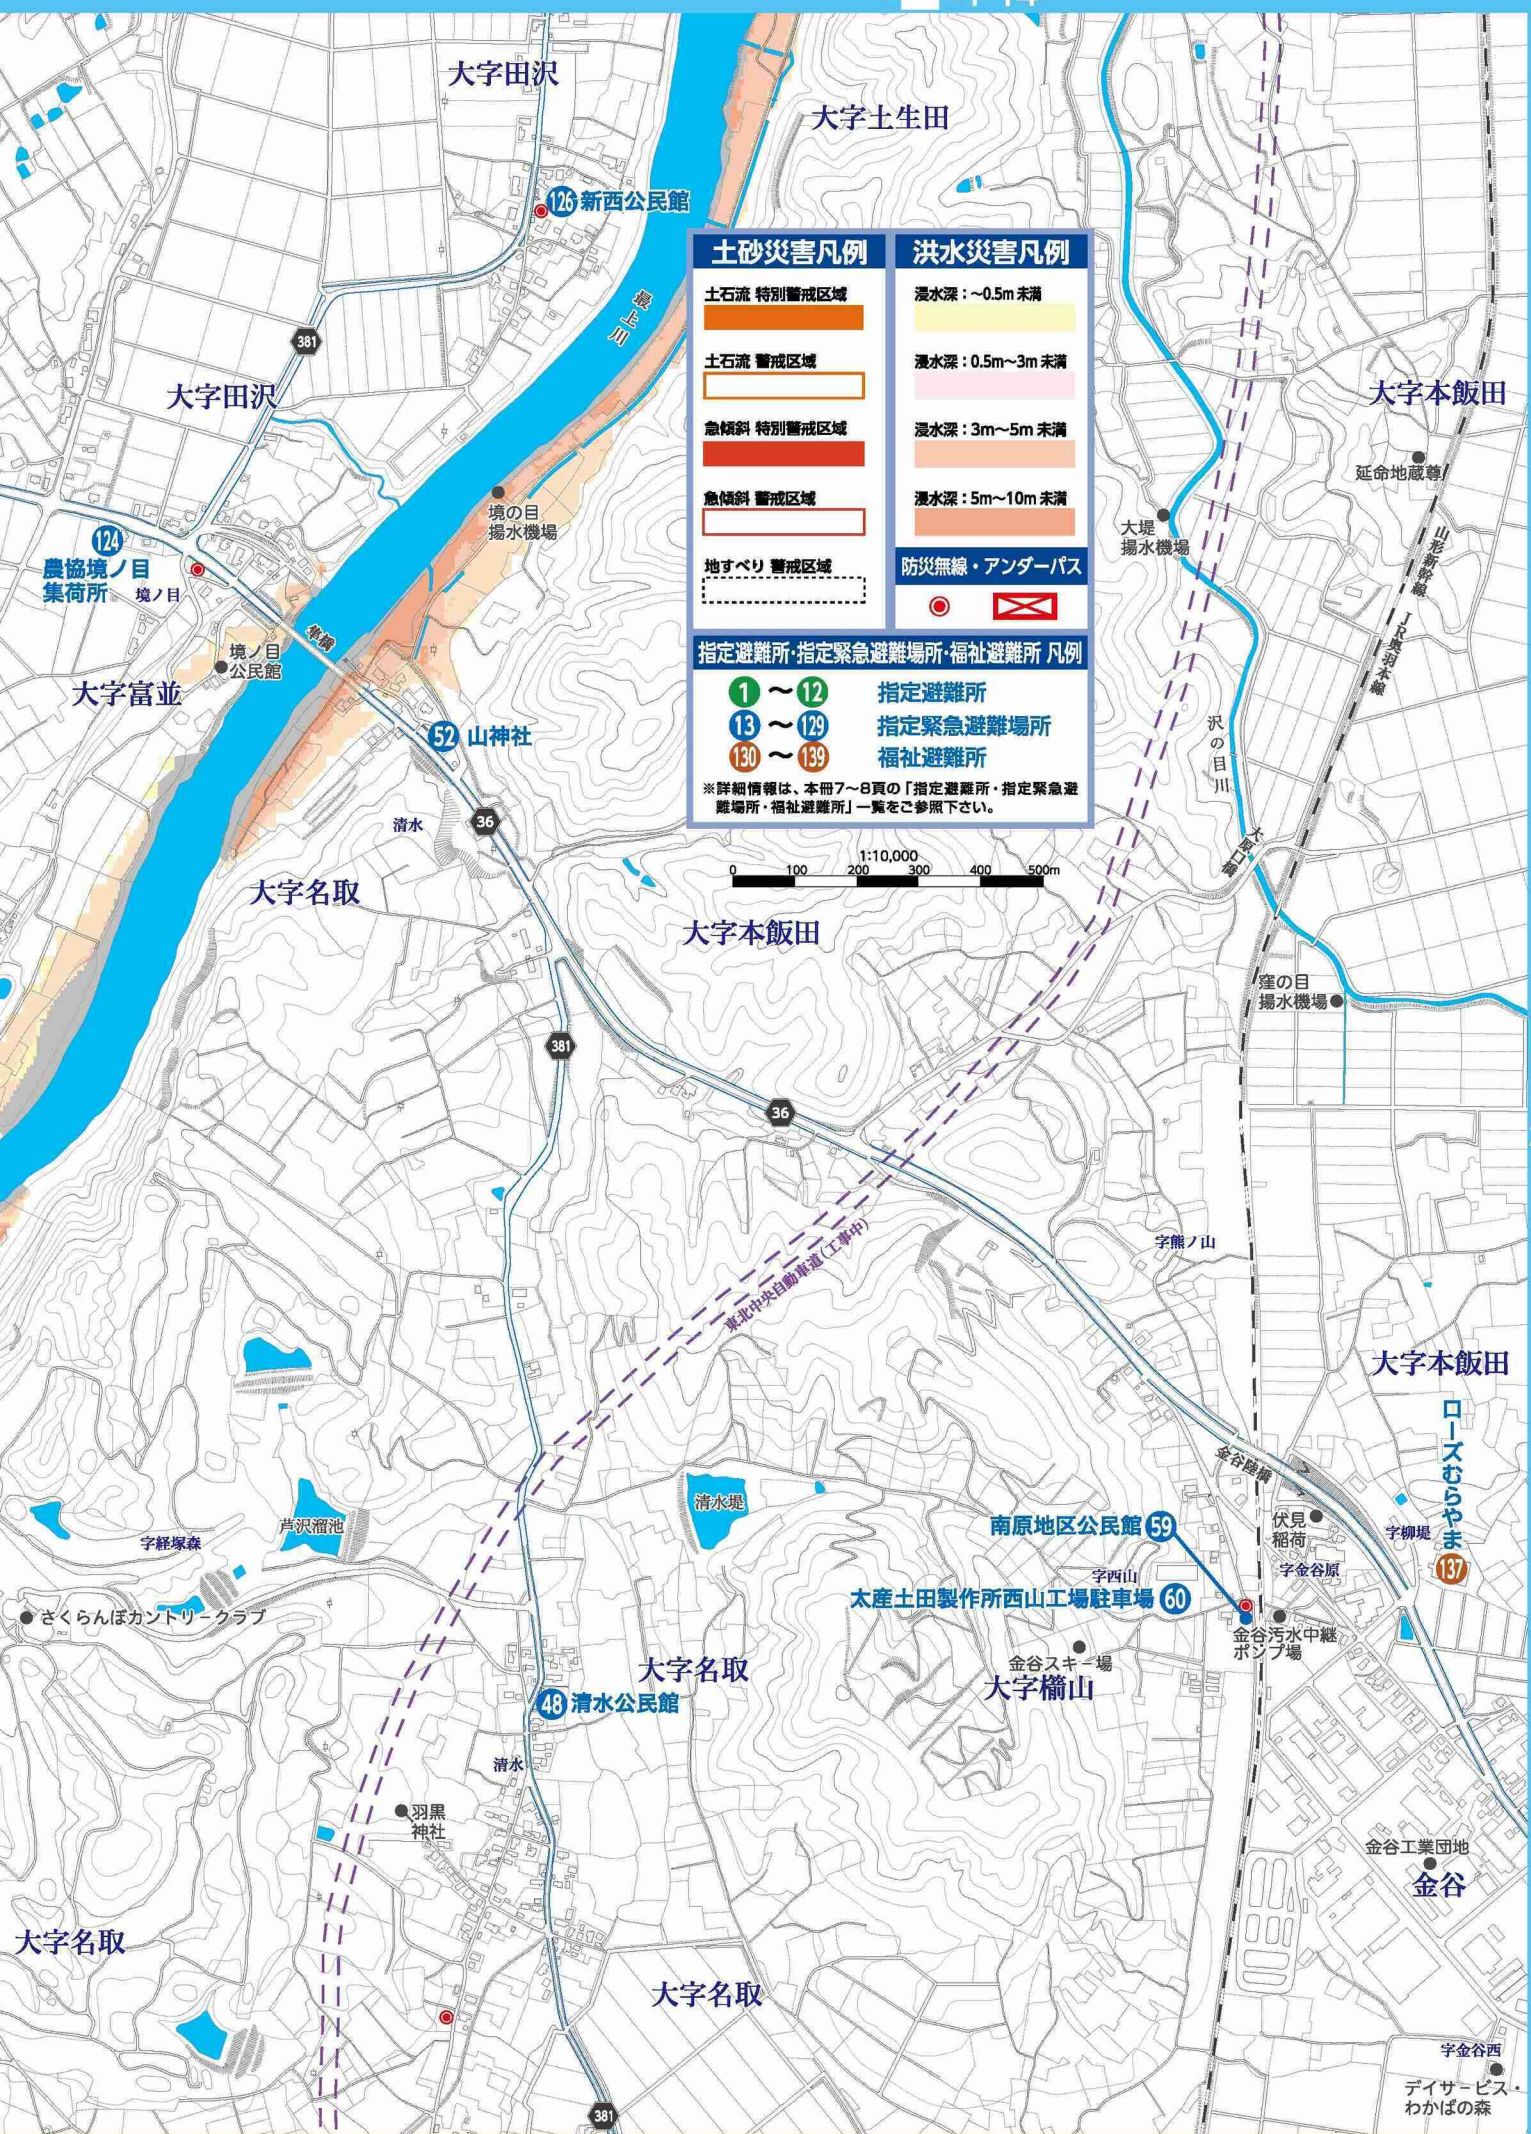 大字田沢
大字土生田
126 新西公民館
最上川
381
大字田沢
土砂災害凡例
土石流 特別警戒区域
土石流 警戒区域
急傾斜 特別警戒区域
急傾斜 警戒区域
地すべり 警戒区域
洪水災害凡例
浸水深：～0.5m 未満
浸水深：0.5m～3m 未満
浸水深：3m～5m 未満
浸水深：5m～10m 未満
防災無線・アンダーパス
指定避難所・指定緊急避難場所・福祉避難所 凡例
1 ～ 12 指定避難所
13 ～ 129 指定緊急避難場所
130 ～ 139 福祉避難所
※詳細情報は、本冊7～8頁の「指定避難所・指定緊急避
難場所・福祉避難所」一覧をご参照下さい。
1:10,000
0 100 200 300 400 500m
大字本飯田
延命地蔵尊
大堤
揚水機場
山形新幹線
JR奥羽本線
境の目
揚水機場
124
農協境ノ目
集荷所
境ノ目
隼橋
境ノ目
公民館
大字富並
52 山神社
沢の目川
36
清水
大原口橋
大字名取
大字本飯田
窪の目
揚水機場
381
36
東北中央自動車道（工事中）
字熊ノ山
大字本飯田
ローズむらやま
137
金谷陸橋
伏見
稲荷
字柳堤
字金谷原
清水堤
芦沢溜池
字経塚森
南原地区公民館 59
字西山
太産土田製作所西山工場駐車場 60
さくらんぼカントリークラブ
金谷汚水中継
ポンプ場
金谷スキー場
大字名取
大字櫤山
48 清水公民館
清水
羽黒
神社
金谷工業団地
金谷
大字名取
大字名取
字金谷西
デイサービス・
わかばの森
381